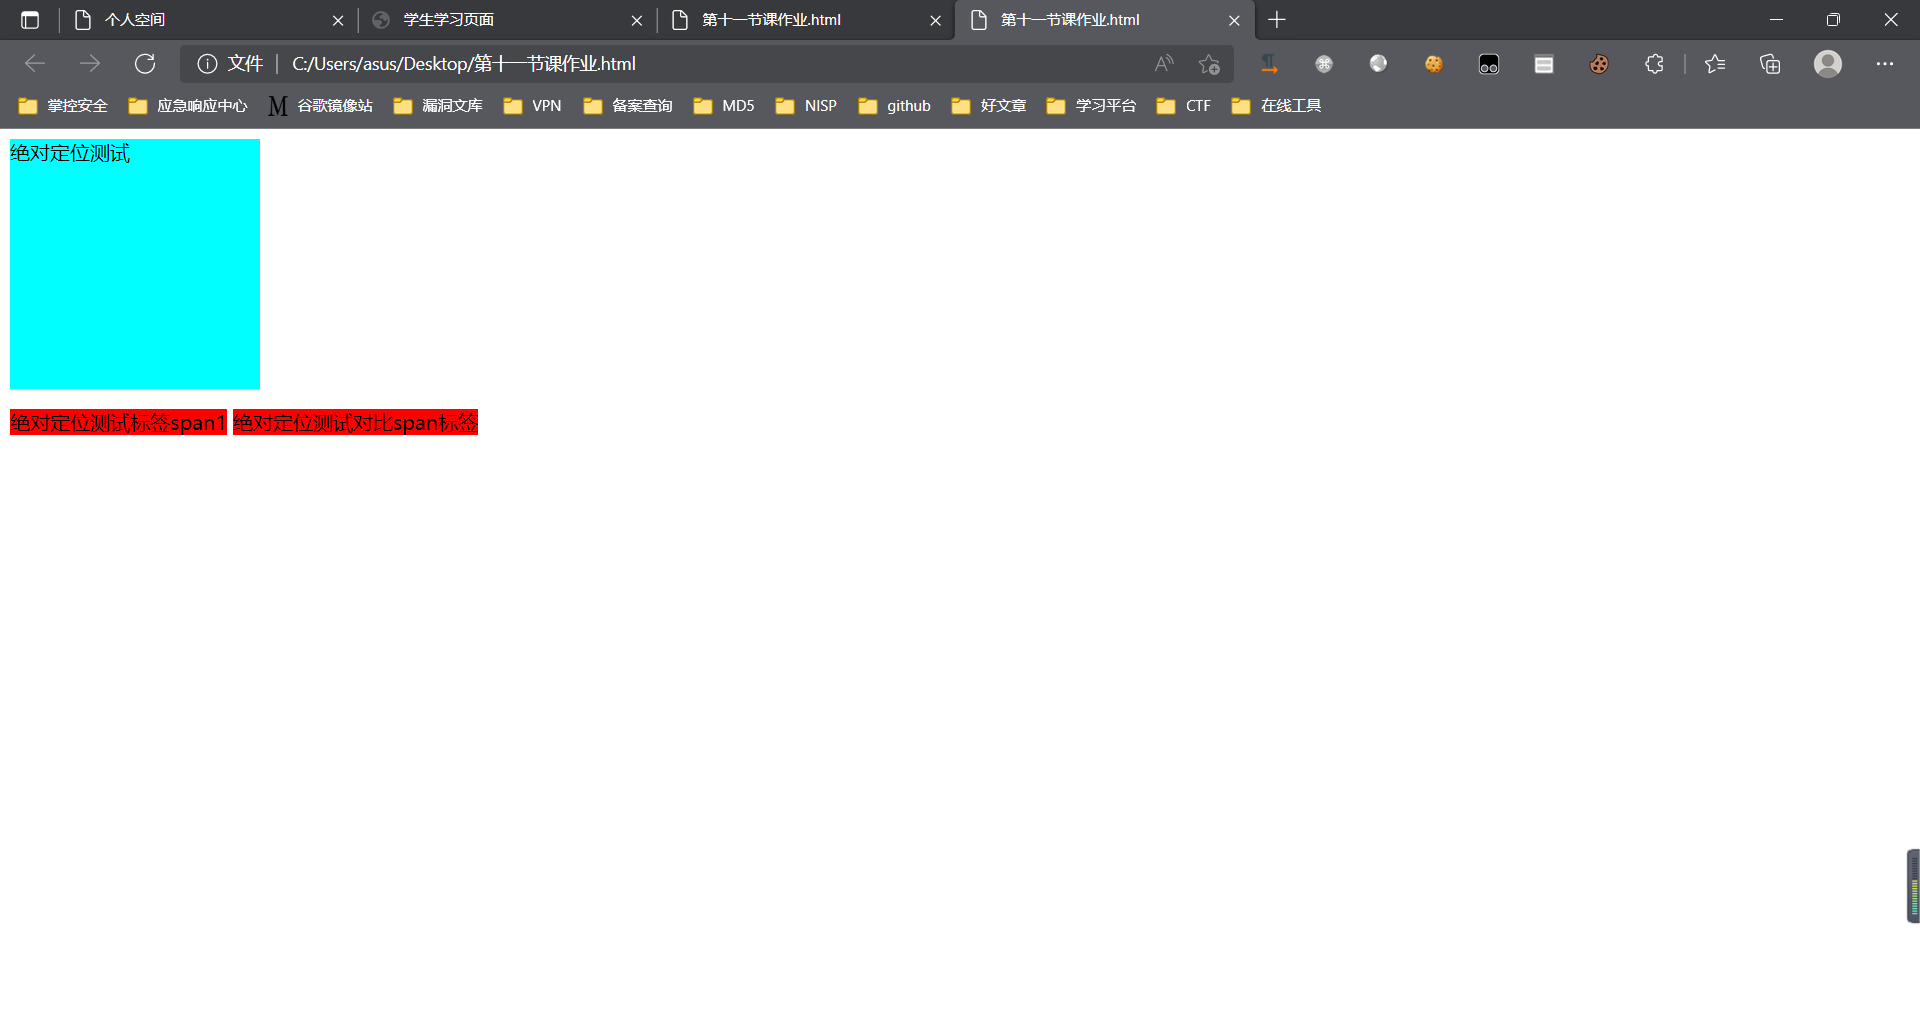 个人空间
学生学习页面
第十一节课作业.html
第十一节课作业.html
文件
C:/Users/asus/Desktop/第十一节课作业.html
掌控安全
应急响应中心
M 谷歌镜像站
漏洞文库
VPN
备案查询
MD5
NISP
github
好文章
学习平台
CTF
在线工具
绝对定位测试
绝对定位测试标签span1 绝对定位测试对比span标签